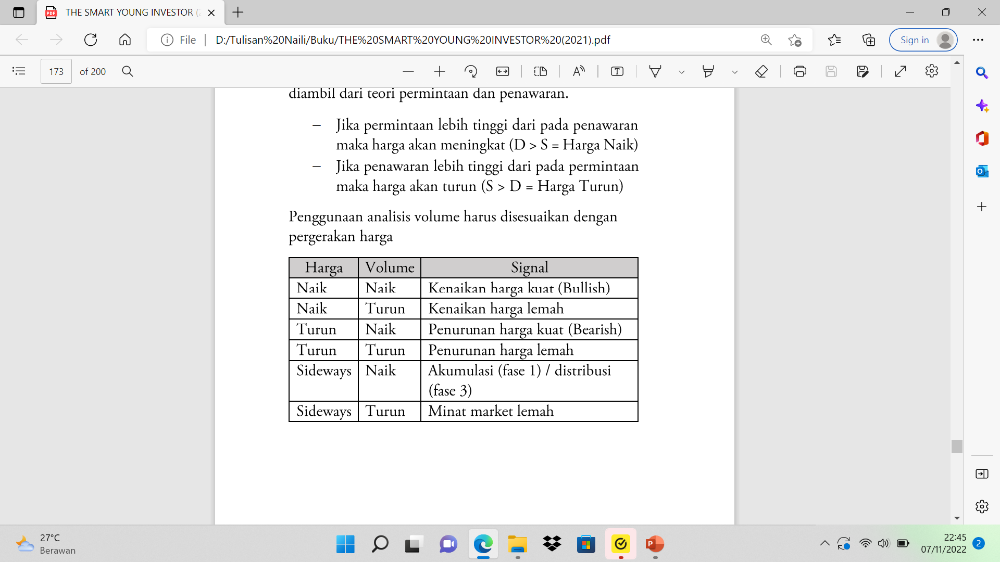 THE SMART YOUNG INVESTOR (
File
D:/Tulisan%20Naili/Buku/THE%20SMART%20YOUNG%20INVESTOR%20(2021).pdf
Sign in
173 of 200
diambil dari teori permintaan dan penawaran.
– Jika permintaan lebih tinggi dari pada penawaran
maka harga akan meningkat (D > S = Harga Naik)
– Jika penawaran lebih tinggi dari pada permintaan
maka harga akan turun (S > D = Harga Turun)
Penggunaan analisis volume harus disesuaikan dengan
pergerakan harga
Harga Volume Signal
Naik Naik Kenaikan harga kuat (Bullish)
Naik Turun Kenaikan harga lemah
Turun Naik Penurunan harga kuat (Bearish)
Turun Turun Penurunan harga lemah
Sideways Naik Akumulasi (fase 1) / distribusi
(fase 3)
Sideways Turun Minat market lemah
27°C
Berawan
22:45
07/11/2022
2